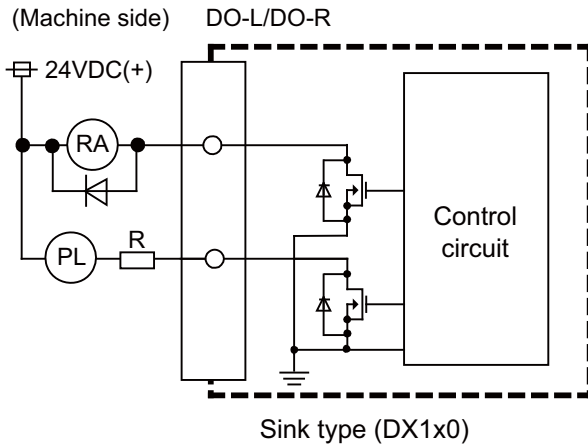 (Machine side) DO-L/DO-R
24VDC(+)
RA
PL
R
Control
circuit
Sink type (DX1x0)